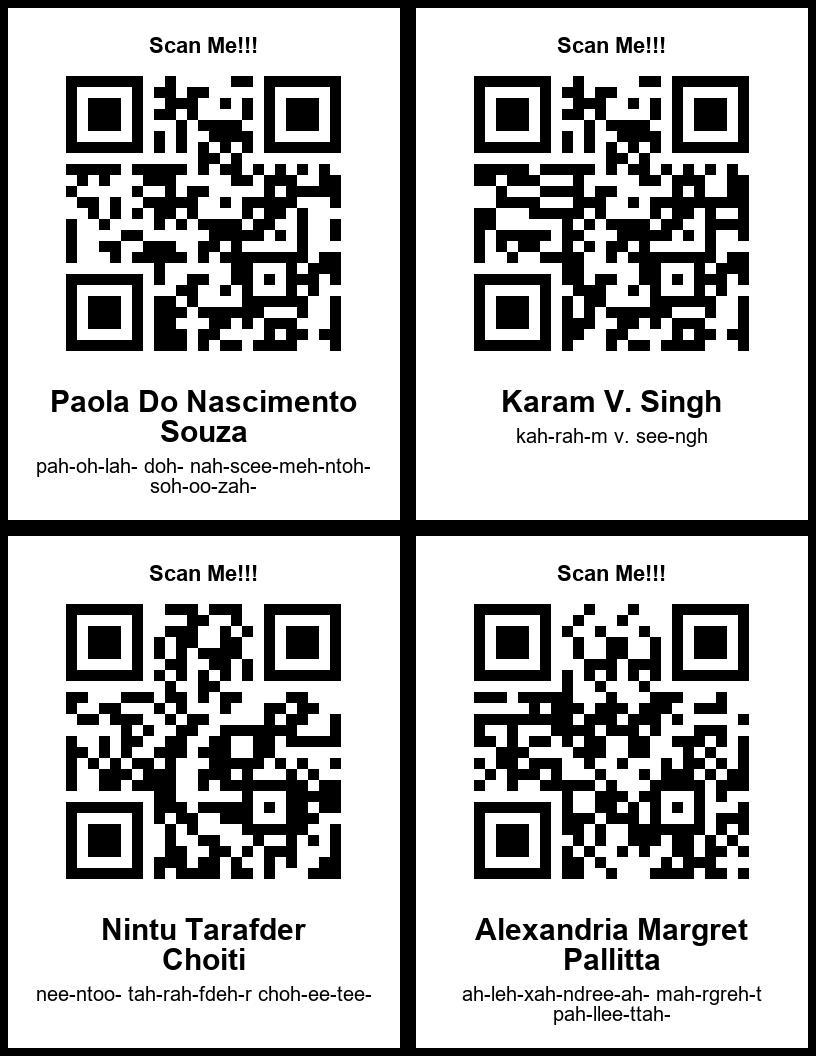 Scan Me!!!
Paola Do Nascimento
Souza
pah-oh-lah- doh- nah-scee-meh-ntoh-
soh-oo-zah-
Scan Me!!!
Karam V. Singh
kah-rah-m v. see-ngh
Scan Me!!!
Nintu Tarafder
Choiti
nee-ntoo- tah-rah-fdeh-r choh-ee-tee-
Scan Me!!!
Alexandria Margret
Pallitta
ah-leh-xah-ndree-ah- mah-rgreh-t
pah-llee-ttah-